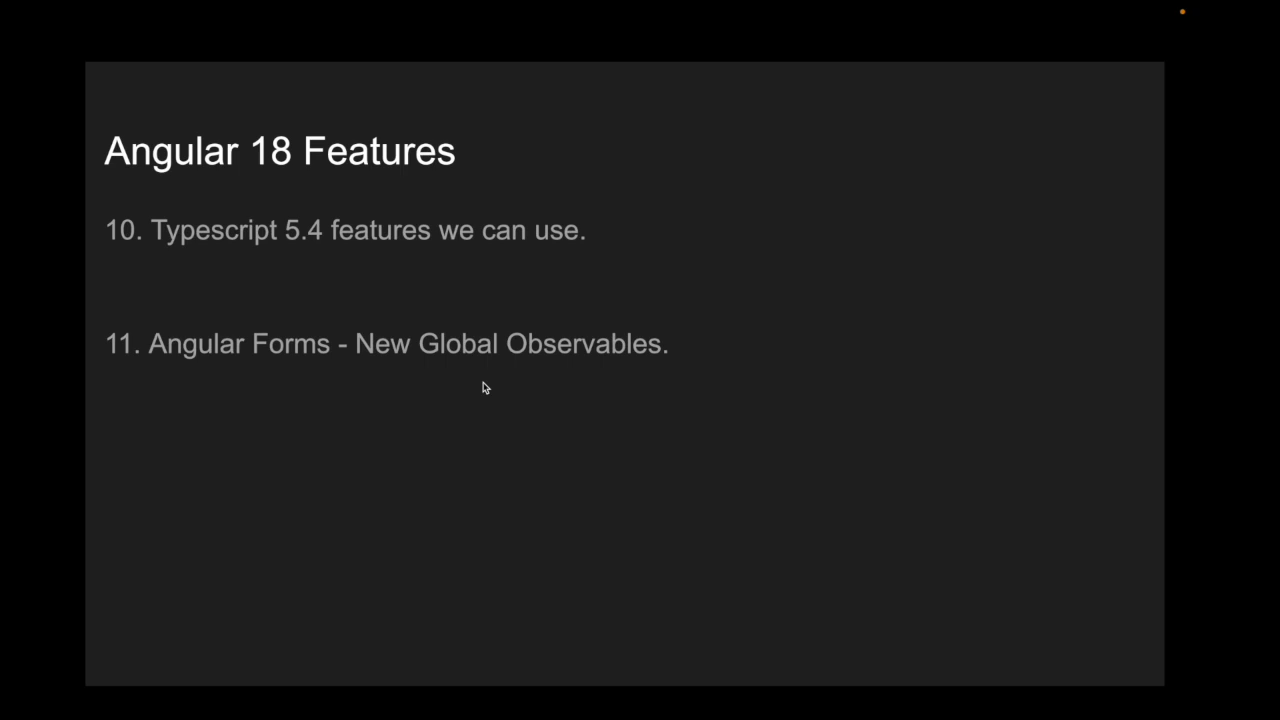 Angular 18 Features
10. Typescript 5.4 features we can use.
11. Angular Forms - New Global Observables.